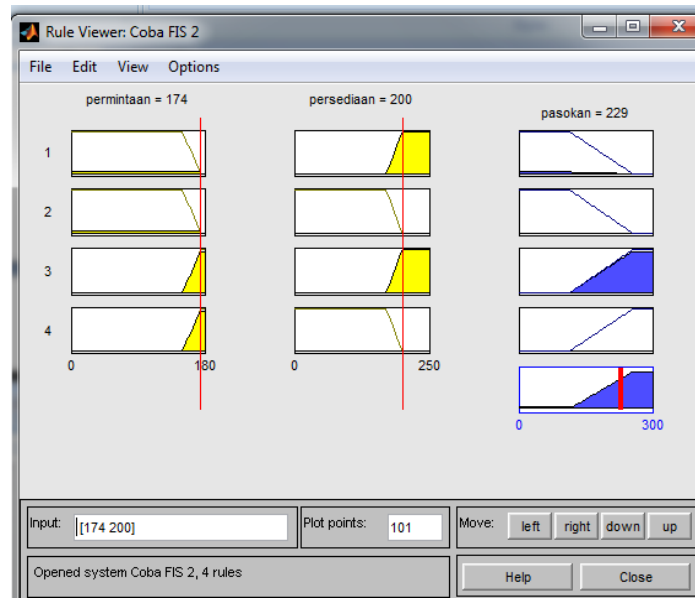 Rule Viewer: Coba FIS 2
File Edit View Options
permintaan = 174 persediaan = 200 pasokan = 229
1
2
3
4
0 180 0 250
0 300
Input: [174 200] Plot points: 101 Move: left right down up
Opened system Coba FIS 2, 4 rules Help Close